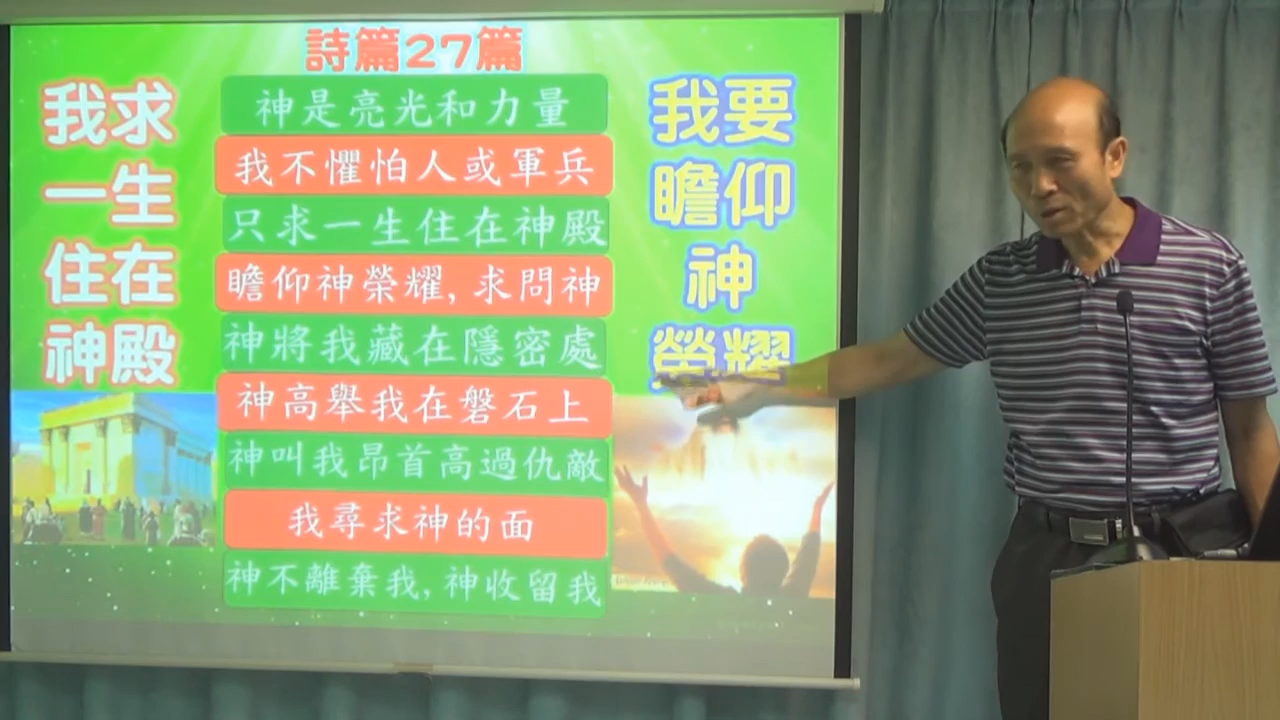 詩篇27篇
我求
一生
住在
神殿
神是亮光和力量
我不懼怕人或軍兵
只求一生住在神殿
瞻仰神榮耀,求問神
神將我藏在隱密處
神高舉我在磐石上
神叫我昂首高過仇敵
我尋求神的面
神不離棄我,神收留我
我要
瞻仰
神
榮耀